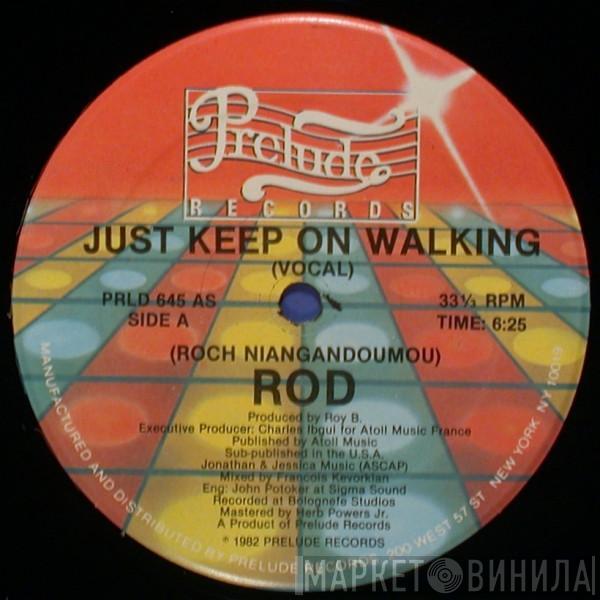 Prelude
RECORDS
JUST KEEP ON WALKING
(VOCAL)
PRLD 645 AS
SIDE A
33⅓ RPM
TIME: 6:25
(ROCH NIANGANDOUMOU)
ROD
Produced by Roy B.
Executive Producer: Charles Ibgui for Atoll Music France
Published by Atoll Music
Sub-published in the U.S.A.
Jonathan & Jessica Music (ASCAP)
Mixed by Francois Kevorkian
Eng: John Potoker at Sigma Sound
Recorded at Bolognefe Studios
Mastered by Herb Powers Jr.
A Product of Prelude Records
℗ 1982 PRELUDE RECORDS
MANUFACTURED AND DISTRIBUTED BY PRELUDE RECORDS 200 WEST 57 ST NEW YORK NY 10019
МАРКЕТ ВИНИЛА